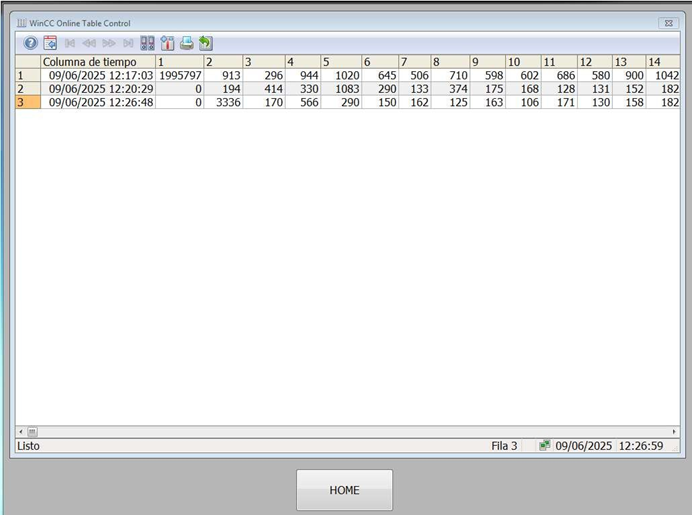 WinCC Online Table Control
Columna de tiempo 1 2 3 4 5 6 7 8 9 10 11 12 13 14
1 09/06/2025 12:17:03 1995797 913 296 944 1020 645 506 710 598 602 686 580 900 1042
2 09/06/2025 12:20:29 0 194 414 330 1083 290 133 374 175 168 128 131 152 182
3 09/06/2025 12:26:48 0 3336 170 566 290 150 162 125 163 106 171 130 158 182
Listo Fila 3 09/06/2025 12:26:59
HOME